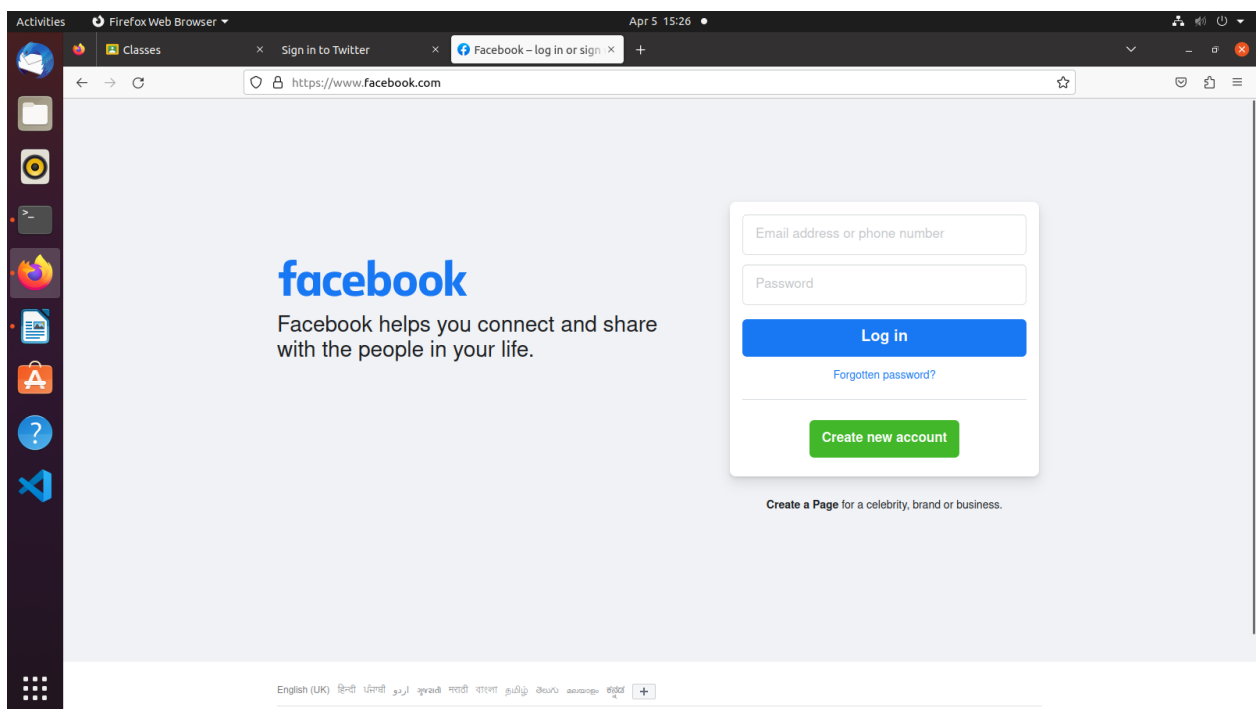 Activities Firefox Web Browser Apr 5 15:26
Classes Sign in to Twitter Facebook – log in or sign
https://www.facebook.com
facebook
Facebook helps you connect and share
with the people in your life.
Email address or phone number
Password
Log in
Forgotten password?
Create new account
Create a Page for a celebrity, brand or business.
English (UK) हिन्दी ਪੰਜਾਬੀ اردو ગુજરાતી मराठी বাংলা தமிழ் తెలుగు മലയാളം ಕನ್ನಡ +